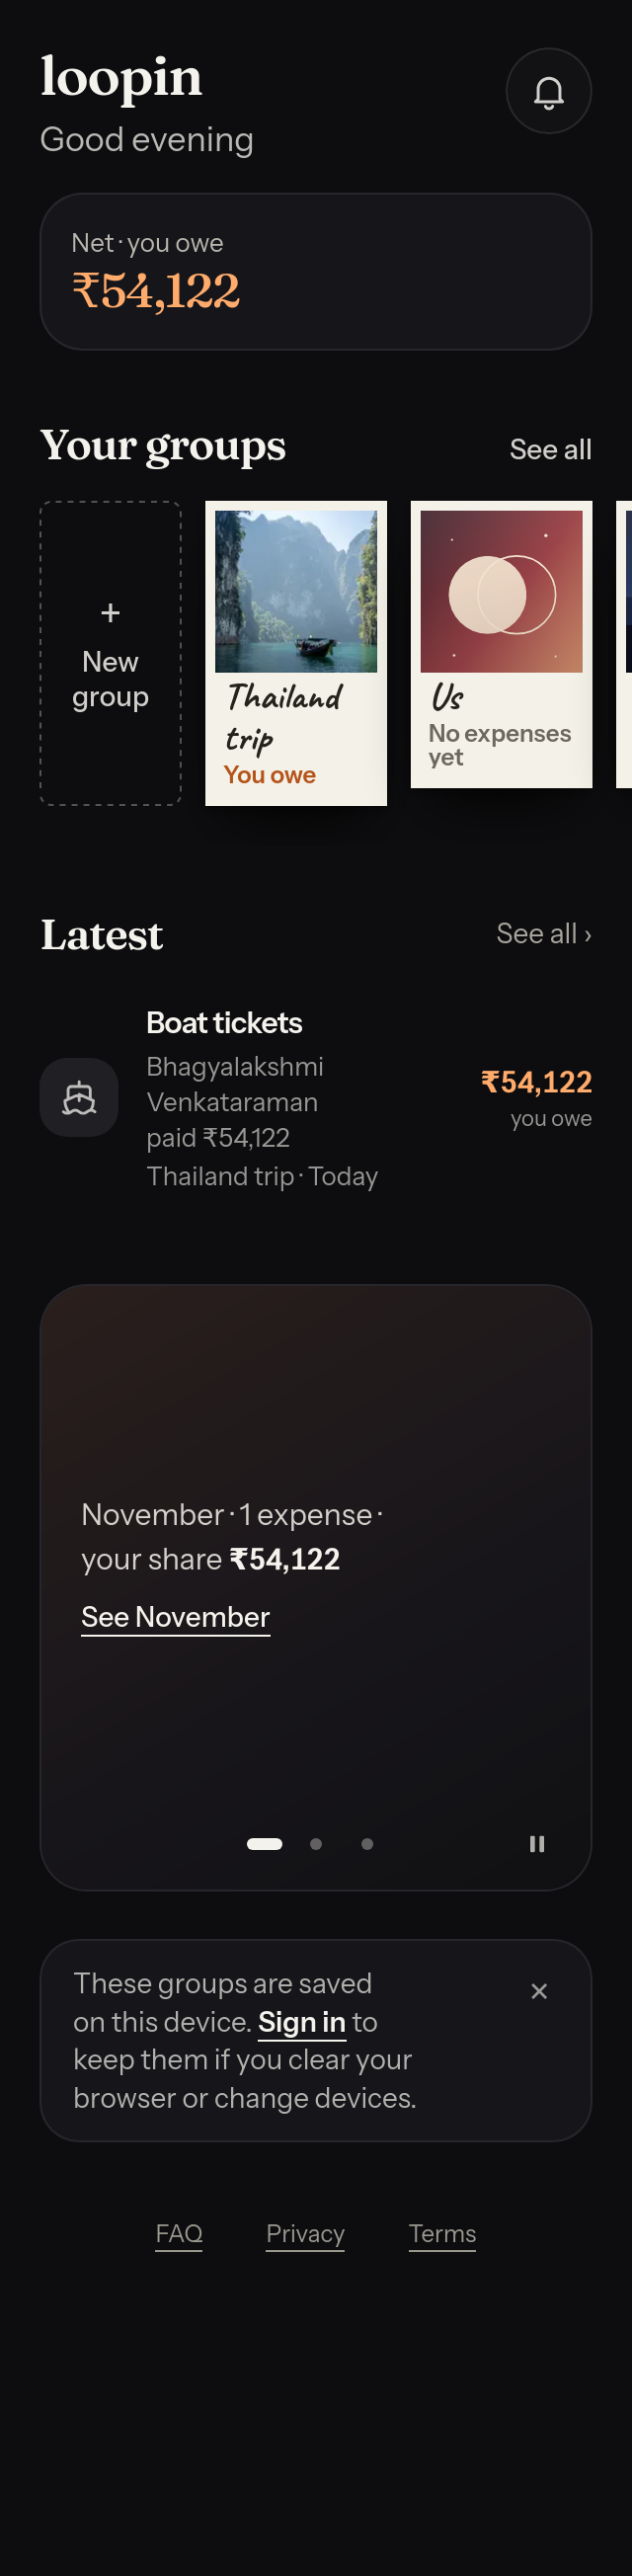 loopin
Good evening
Net · you owe
₹54,122
Your groups
See all
+
New
group
Thailand
trip
You owe
Us
No expenses
yet
Latest
See all ›
Boat tickets
Bhagyalakshmi
Venkataraman
paid ₹54,122
Thailand trip · Today
₹54,122
you owe
November · 1 expense ·
your share ₹54,122
See November
These groups are saved
on this device. Sign in to
keep them if you clear your
browser or change devices.
FAQ
Privacy
Terms